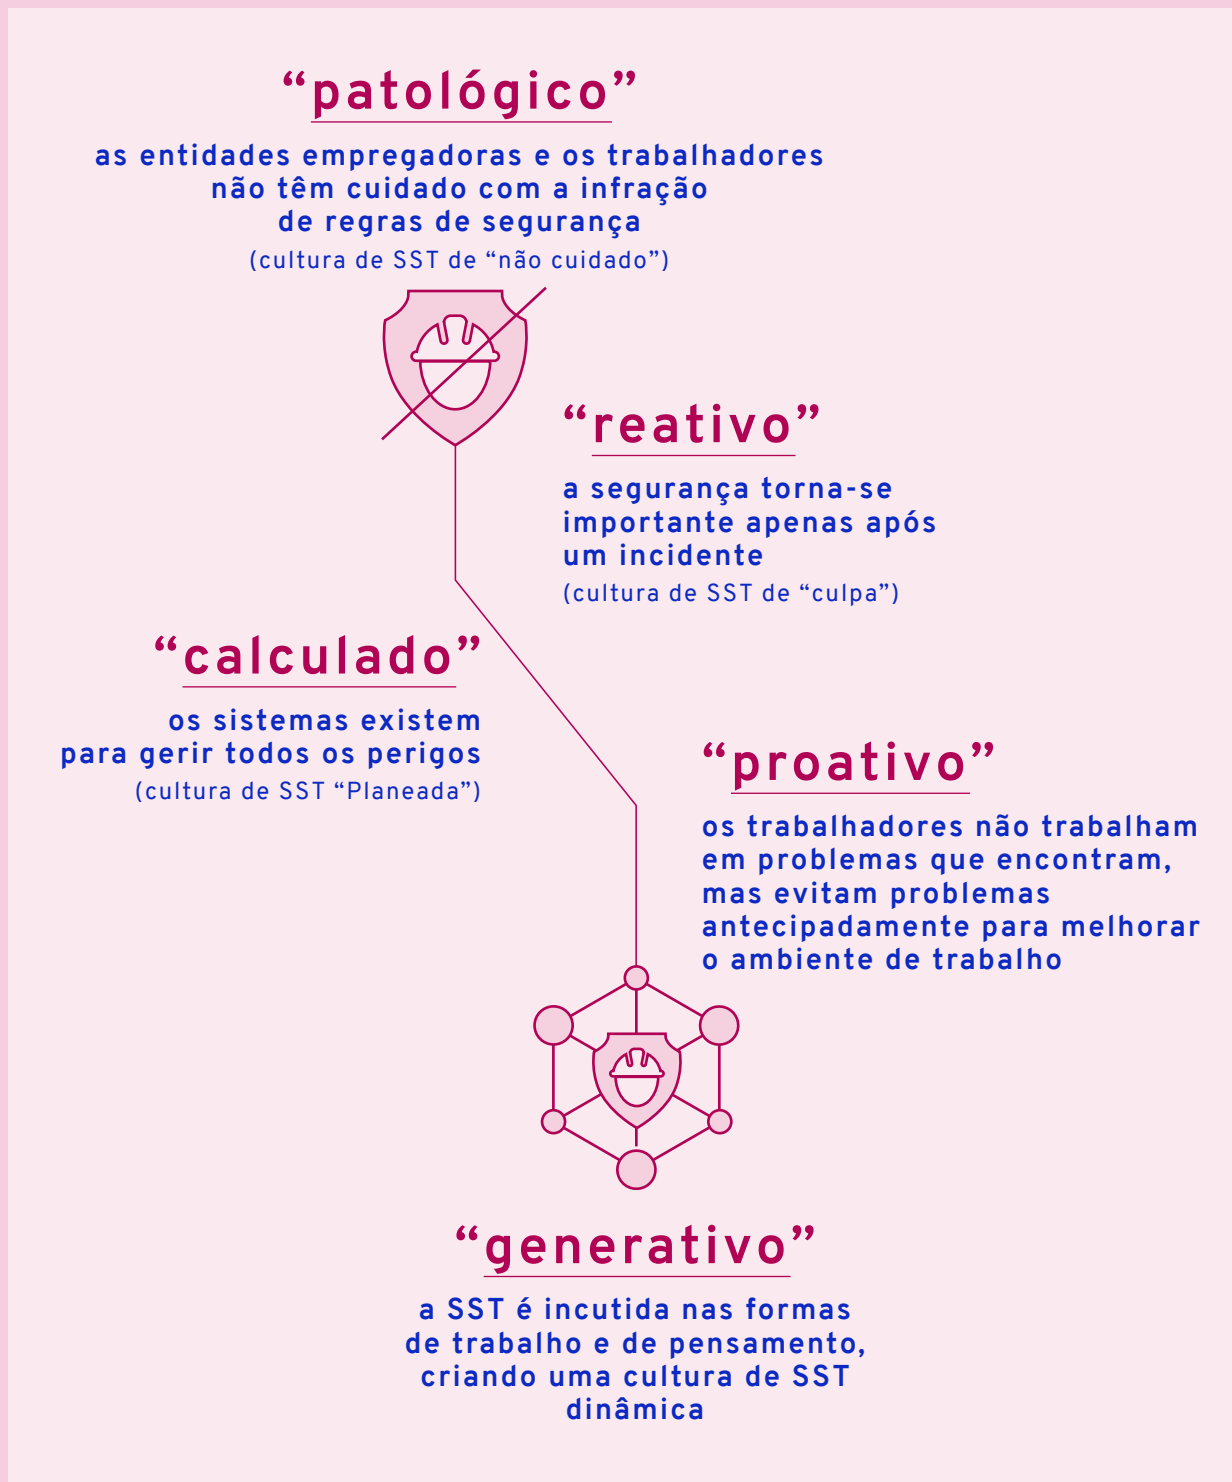 “patológico”
as entidades empregadoras e os trabalhadores
não têm cuidado com a infração
de regras de segurança
(cultura de SST de “não cuidado”)
“reativo”
a segurança torna-se
importante apenas após
um incidente
(cultura de SST de “culpa”)
“calculado”
os sistemas existem
para gerir todos os perigos
(cultura de SST “Planeada”)
“proativo”
os trabalhadores não trabalham
em problemas que encontram,
mas evitam problemas
antecipadamente para melhorar
o ambiente de trabalho
“generativo”
a SST é incutida nas formas
de trabalho e de pensamento,
criando uma cultura de SST
dinâmica